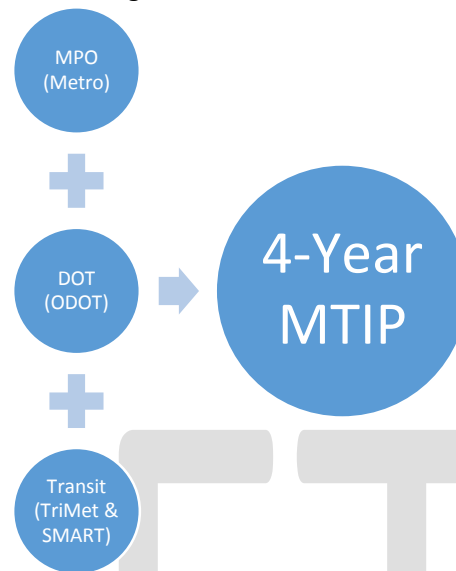 MPO
(Metro)
DOT
(ODOT)
4-Year
MTIP
Transit
(TriMet &
SMART)